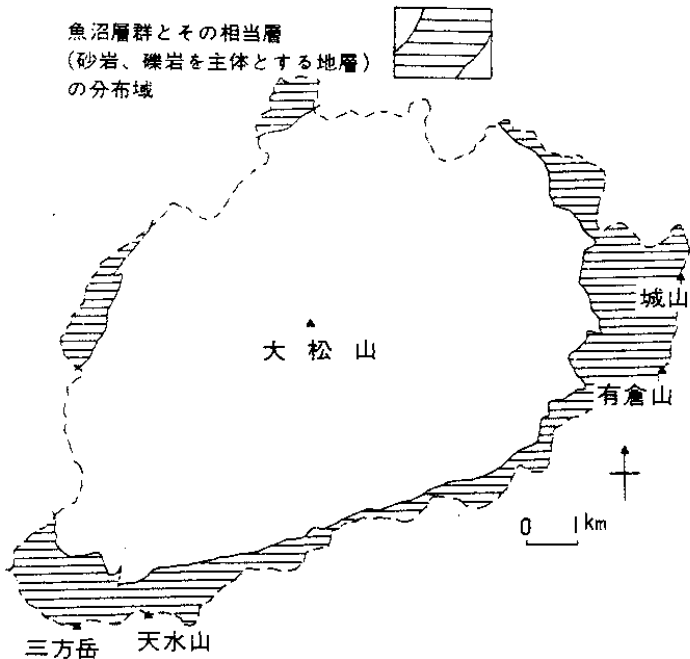 魚沼層群とその相当層
(砂岩、礫岩を主体とする地層)
の分布域
城山
大松山
有倉山
0 1km
三方岳
天水山